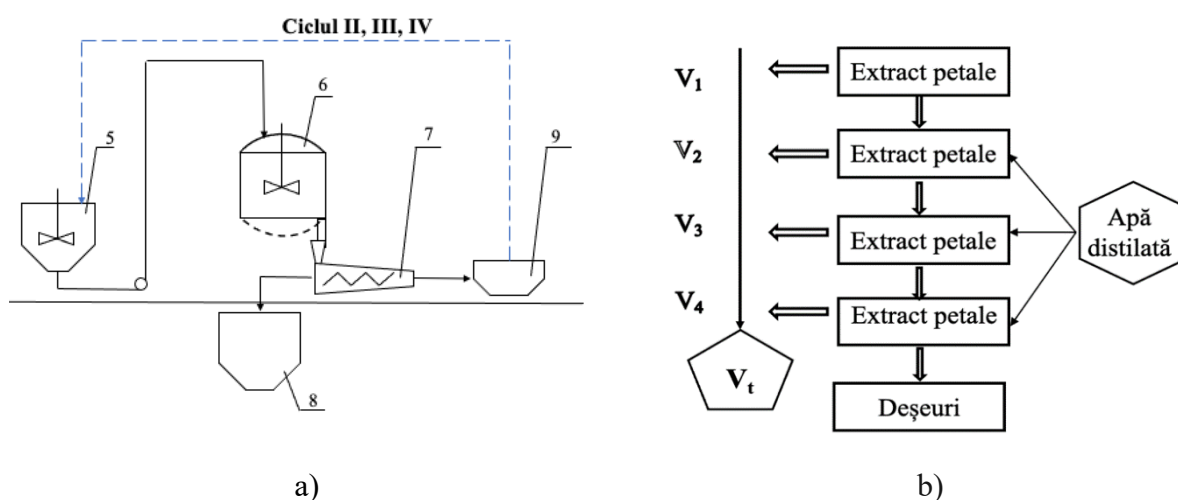 Ciclul II, III, IV
5
6
7
9
8
a)
V₁
Extract petale
V₂
Extract petale
V₃
Extract petale
V₄
Extract petale
Apă
distilată
Vₜ
Deșeuri
b)